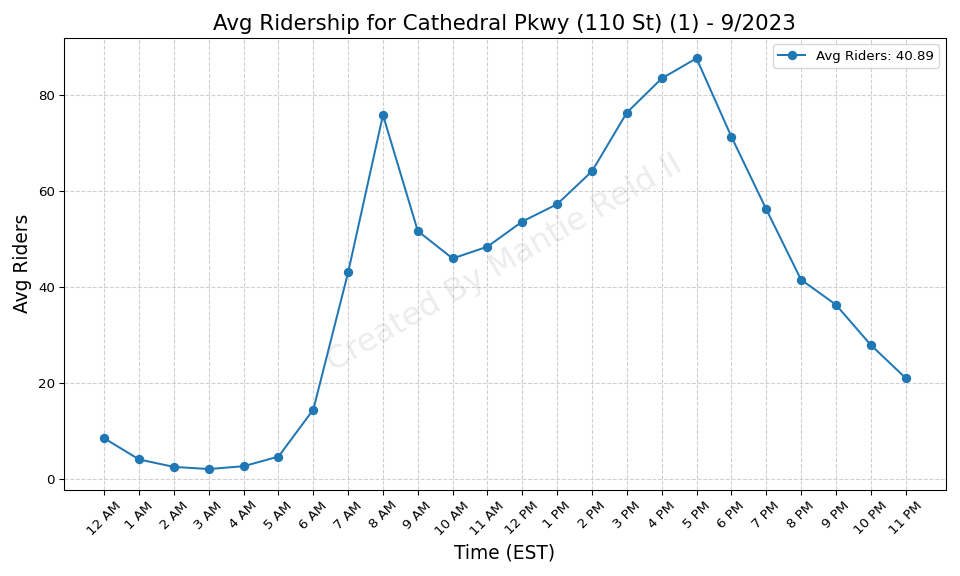 Avg Ridership for Cathedral Pkwy (110 St) (1) - 9/2023
Avg Riders: 40.89
80
60
40
20
0
Avg Riders
Created By Mantie Reid II
12 AM
1 AM
2 AM
3 AM
4 AM
5 AM
6 AM
7 AM
8 AM
9 AM
10 AM
11 AM
12 PM
1 PM
2 PM
3 PM
4 PM
5 PM
6 PM
7 PM
8 PM
9 PM
10 PM
11 PM
Time (EST)